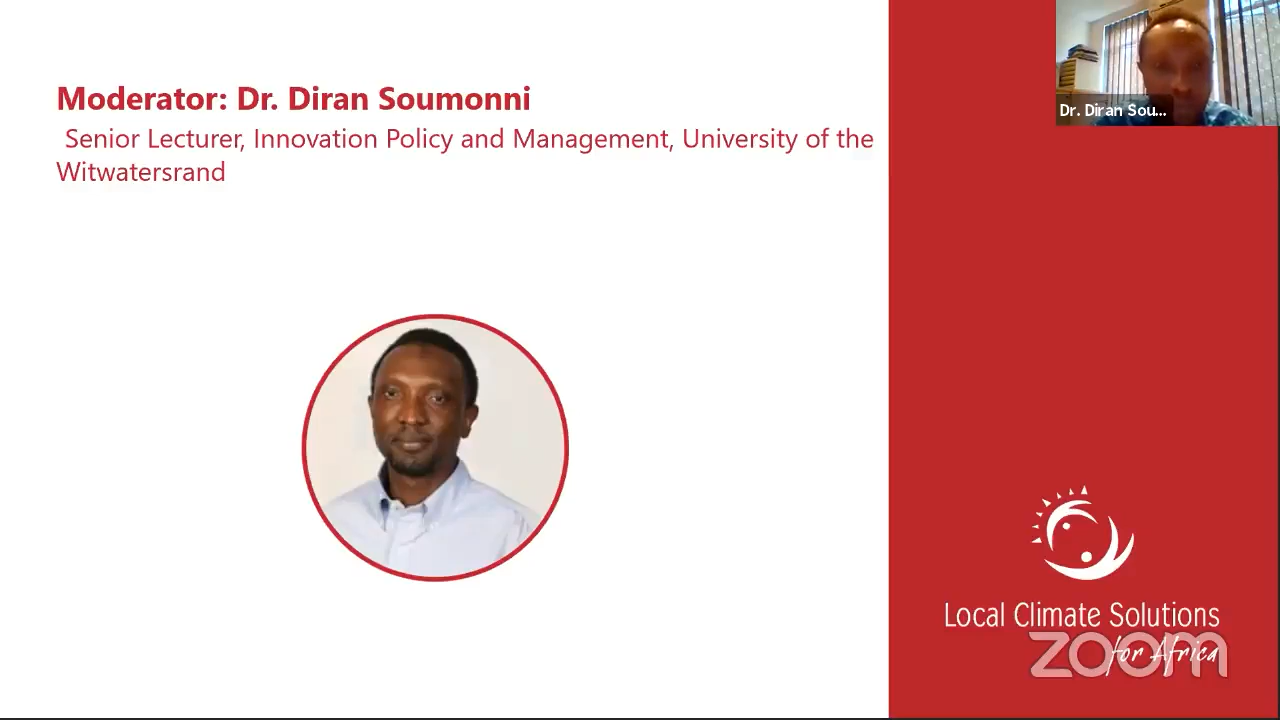 Moderator: Dr. Diran Soumonni
Senior Lecturer, Innovation Policy and Management, University of the
Witwatersrand
Dr. Diran Sou...
Local Climate Solutions
for Africa
zoom